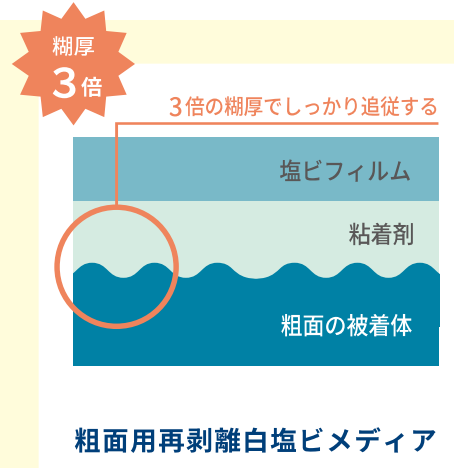 糊厚
3倍
3倍の糊厚でしっかり追従する
塩ビフィルム
粘着剤
粗面の被着体
粗面用再剥離白塩ビメディア